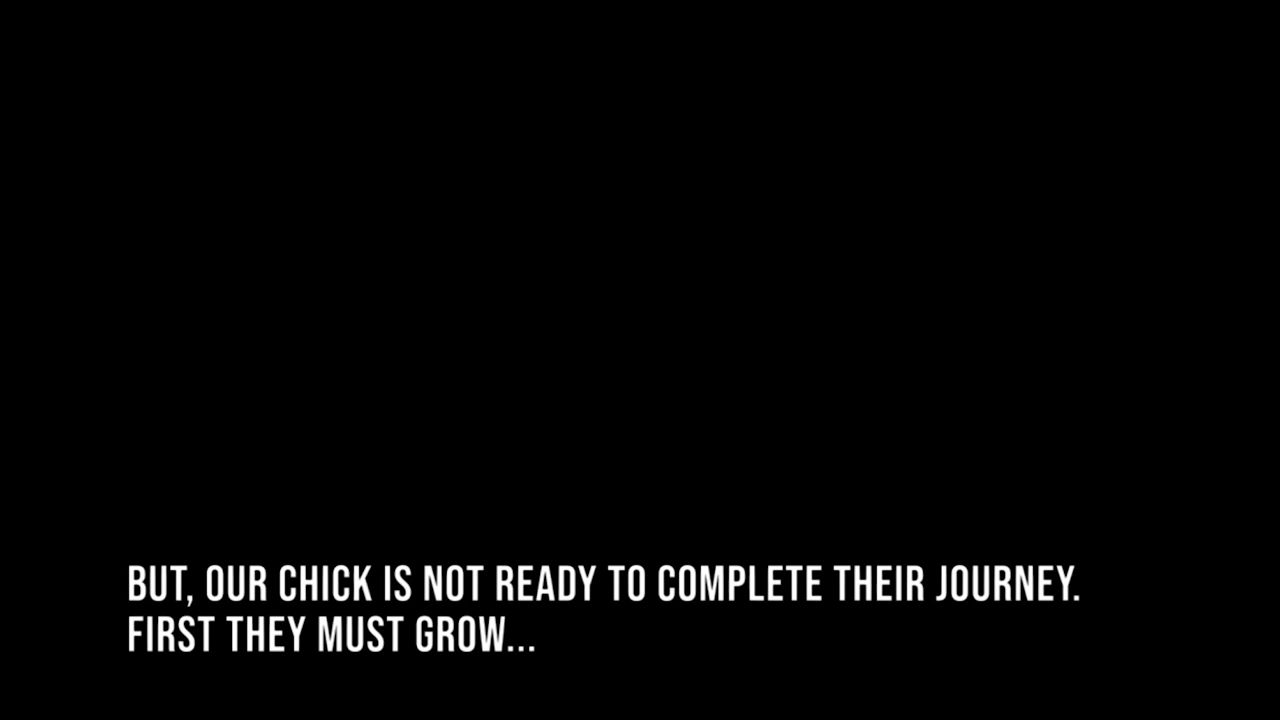 BUT, OUR CHICK IS NOT READY TO COMPLETE THEIR JOURNEY.
FIRST THEY MUST GROW...